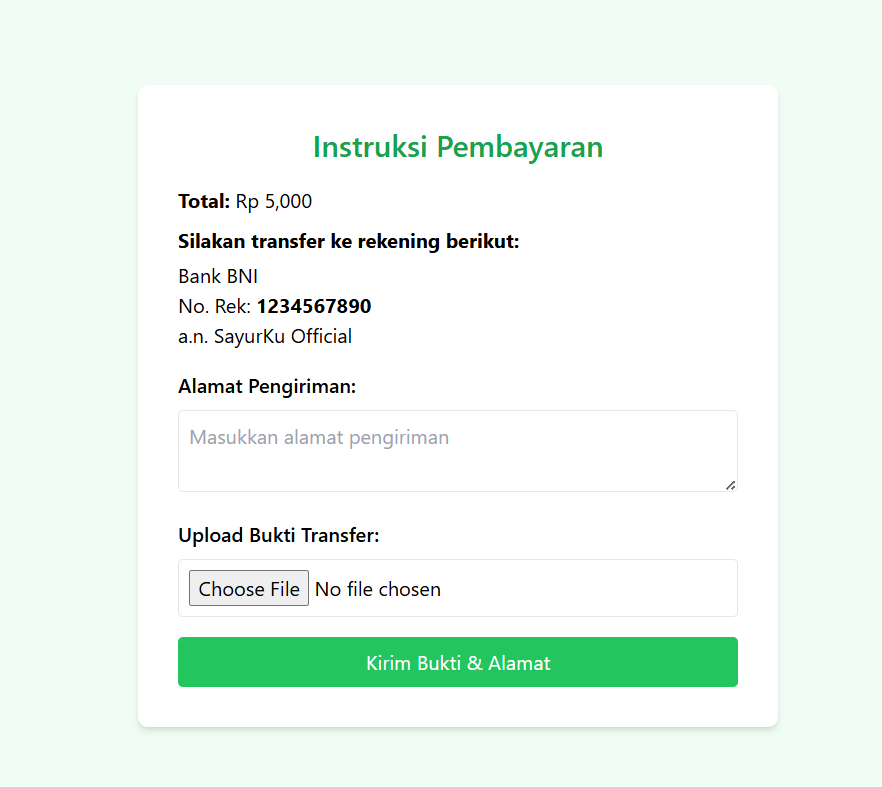 Instruksi Pembayaran
Total: Rp 5,000
Silakan transfer ke rekening berikut:
Bank BNI
No. Rek: 1234567890
a.n. SayurKu Official
Alamat Pengiriman:
Masukkan alamat pengiriman
Upload Bukti Transfer:
Choose File No file chosen
Kirim Bukti & Alamat